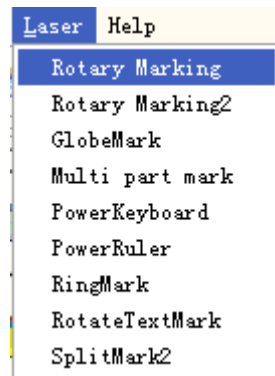 Laser Help
Rotary Marking
Rotary Marking2
GlobeMark
Multi part mark
PowerKeyboard
PowerRuler
RingMark
RotateTextMark
SplitMark2